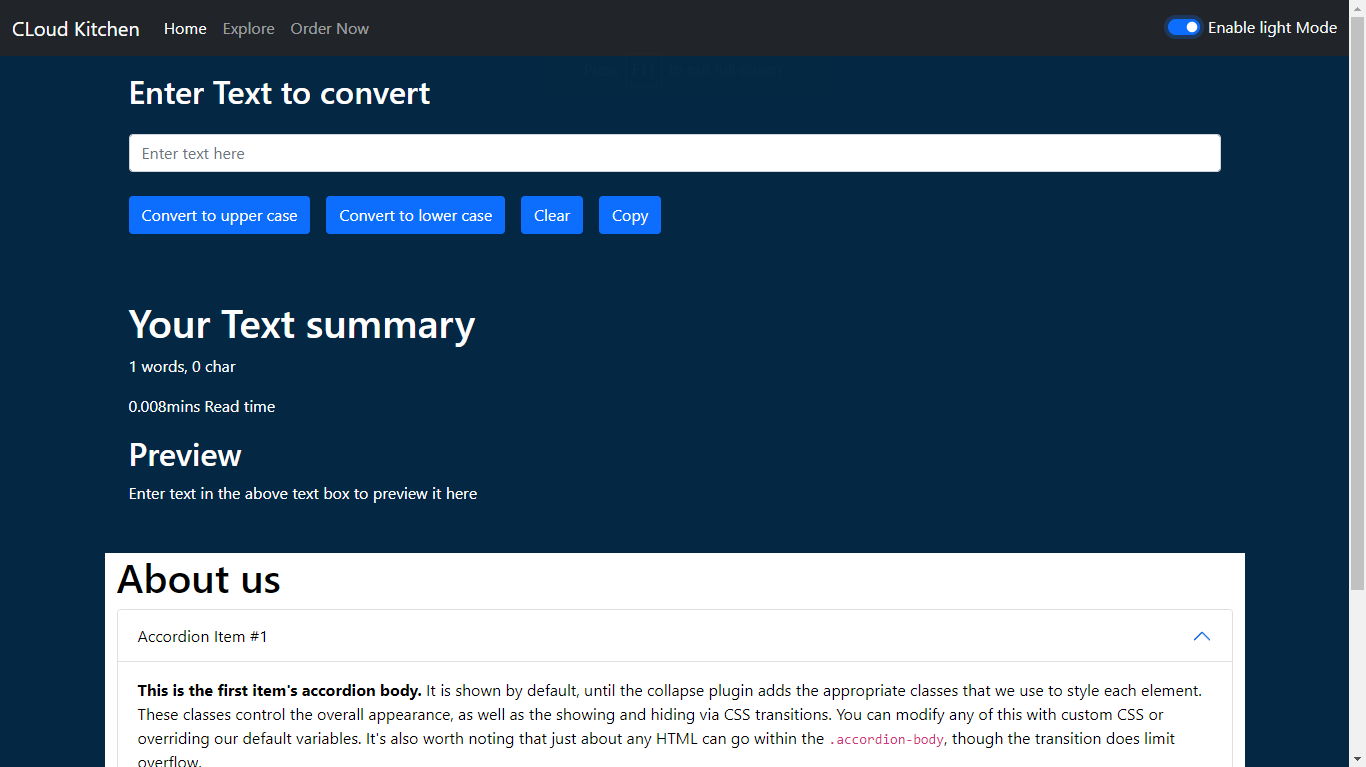 CLoud Kitchen Home Explore Order Now Enable light Mode
Enter Text to convert
Enter text here
Convert to upper case Convert to lower case Clear Copy
Your Text summary
1 words, 0 char
0.008mins Read time
Preview
Enter text in the above text box to preview it here
About us
Accordion Item #1
This is the first item's accordion body. It is shown by default, until the collapse plugin adds the appropriate classes that we use to style each element.
These classes control the overall appearance, as well as the showing and hiding via CSS transitions. You can modify any of this with custom CSS or
overriding our default variables. It's also worth noting that just about any HTML can go within the .accordion-body, though the transition does limit
overflow.